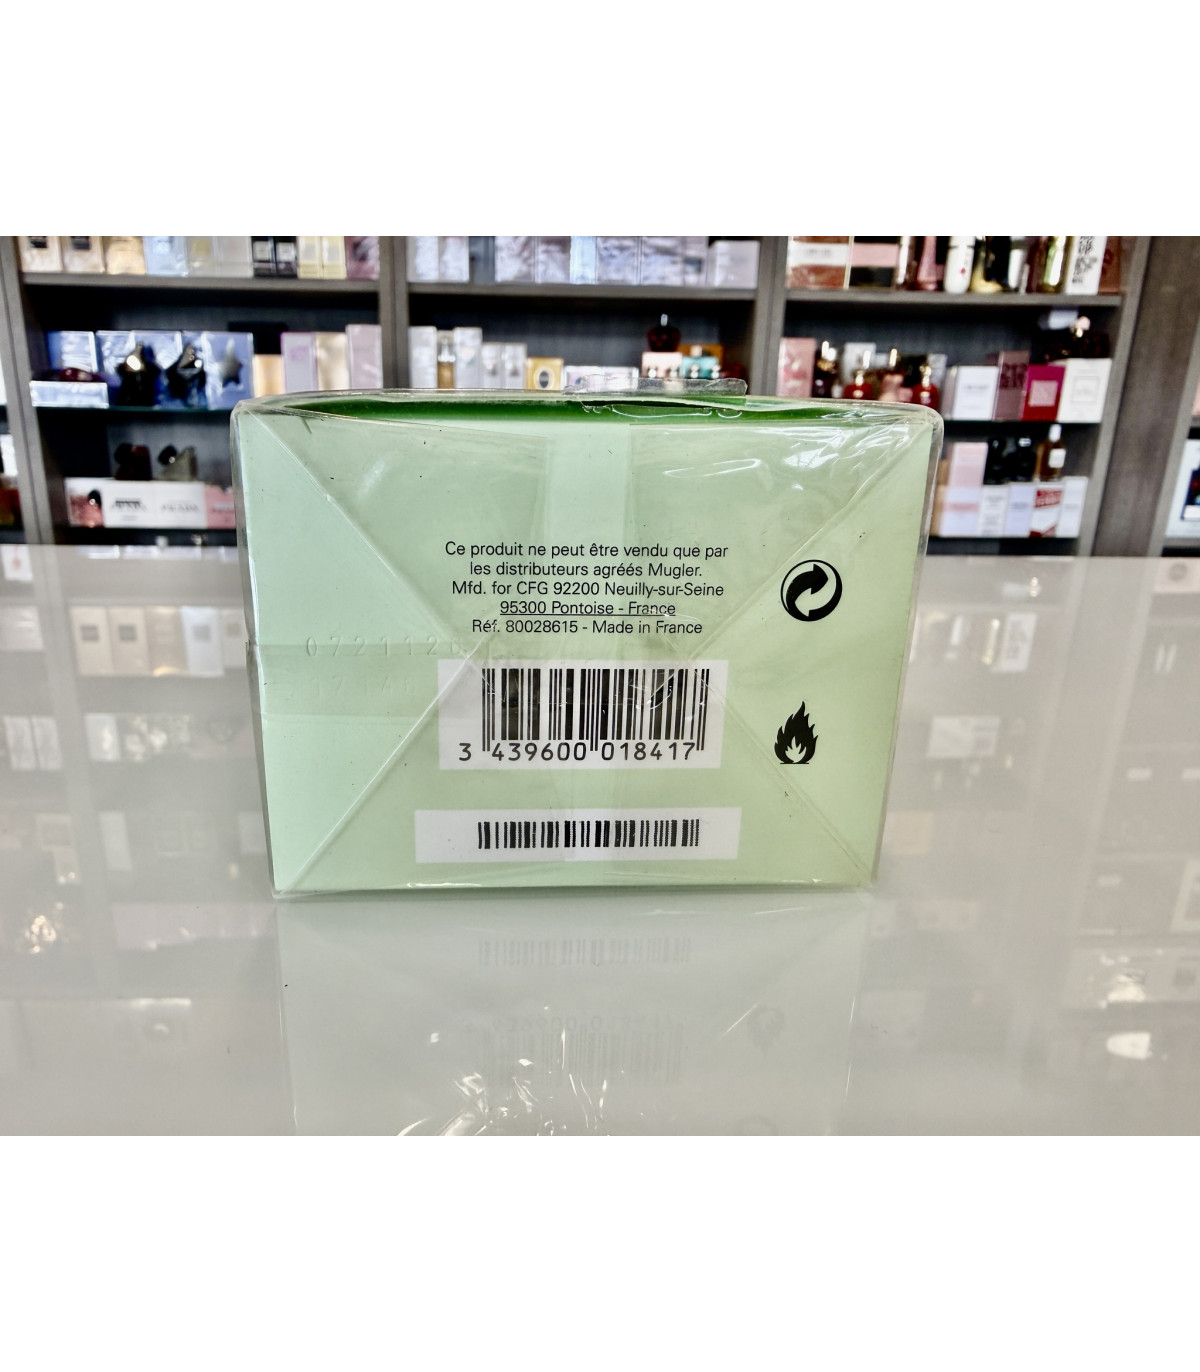 Ce produit ne peut être vendu que par
les distributeurs agréés Mugler.
Mfd. for CFG 92200 Neuilly-sur-Seine
95300 Pontoise - France
Réf. 80028615 - Made in France
3 439600 018417